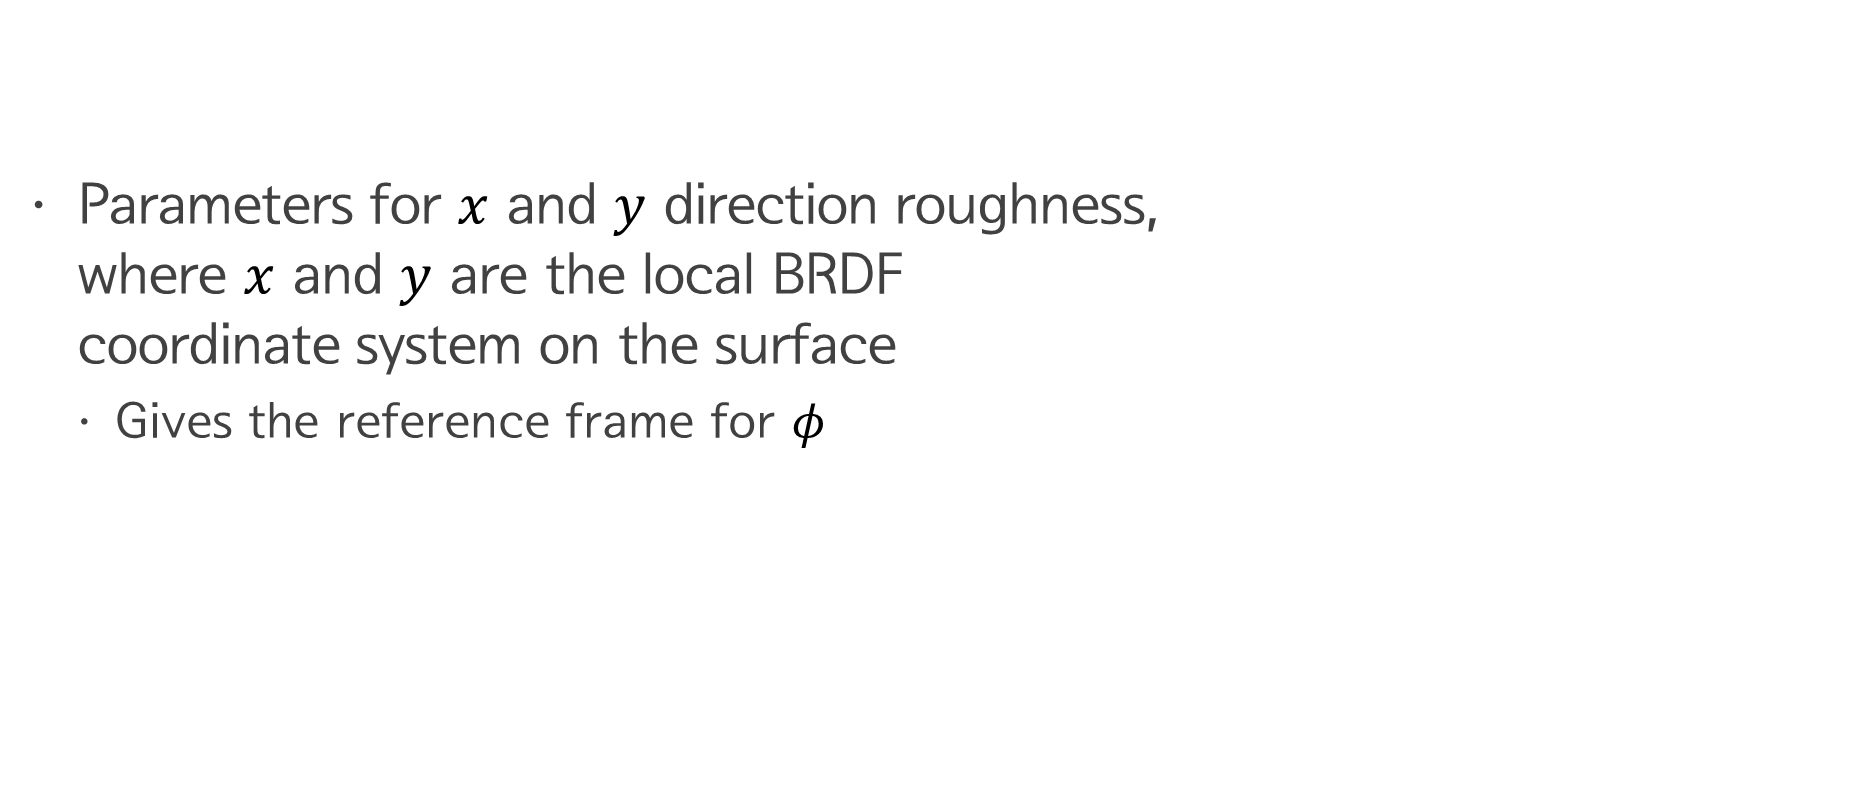 · Parameters for x and y direction roughness,
where x and y are the local BRDF
coordinate system on the surface
· Gives the reference frame for ϕ